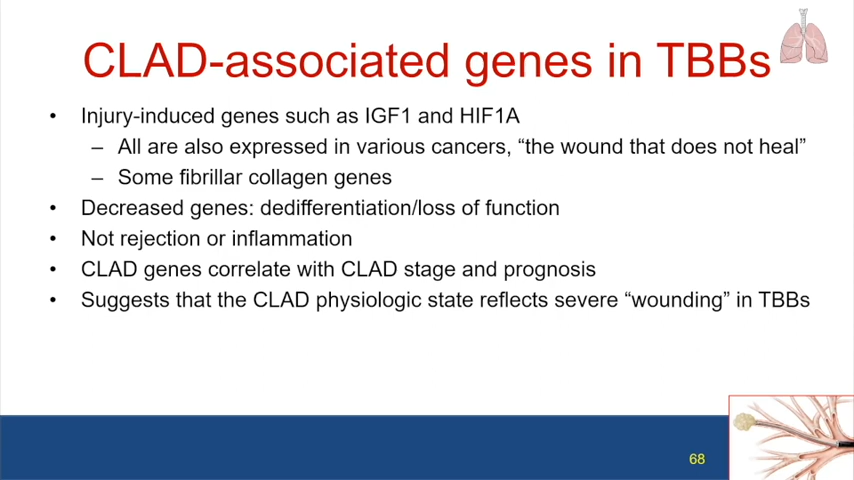 CLAD-associated genes in TBBs
• Injury-induced genes such as IGF1 and HIF1A
– All are also expressed in various cancers, “the wound that does not heal”
– Some fibrillar collagen genes
• Decreased genes: dedifferentiation/loss of function
• Not rejection or inflammation
• CLAD genes correlate with CLAD stage and prognosis
• Suggests that the CLAD physiologic state reflects severe “wounding” in TBBs
68